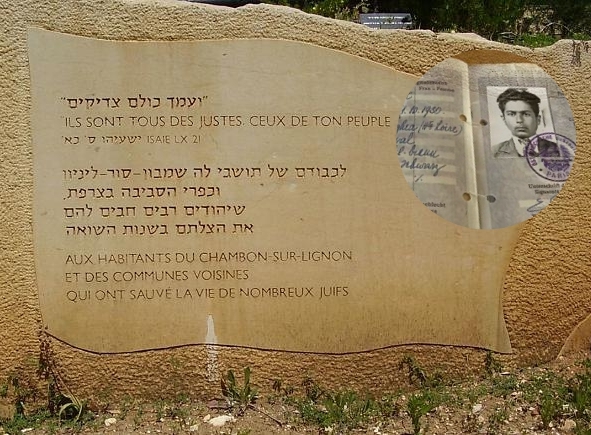 "ועמך כולם צדיקים"
"ILS SONT TOUS DES JUSTES, CEUX DE TON PEUPLE
ישעיהו ס' כא' ISAIE LX 21
לכבודם של תושבי לה שמבון-סור-ליניון
וכפרי הסביבה בצרפת,
שיהודים רבים חבים להם
את הצלתם בשנות השואה
AUX HABITANTS DU CHAMBON-SUR-LIGNON
ET DES COMMUNES VOISINES
QUI ONT SAUVÉ LA VIE DE NOMBREUX JUIFS